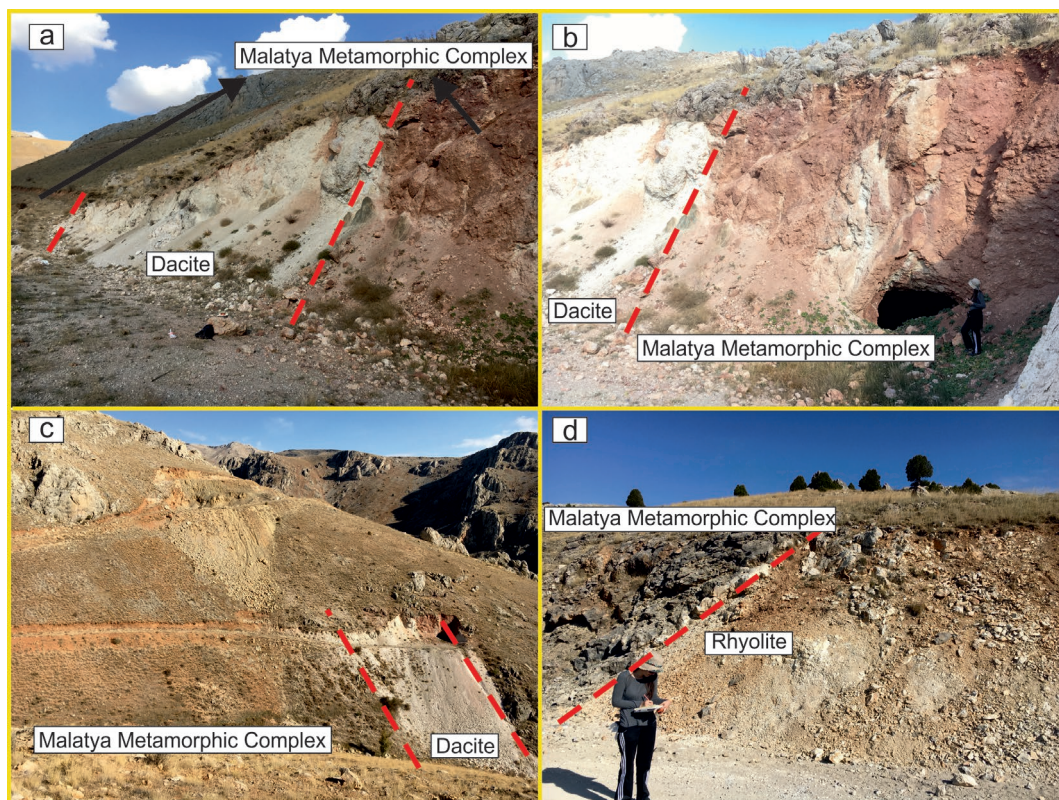 a
Malatya Metamorphic Complex
Dacite
b
Dacite
Malatya Metamorphic Complex
c
Malatya Metamorphic Complex
Dacite
d
Malatya Metamorphic Complex
Rhyolite